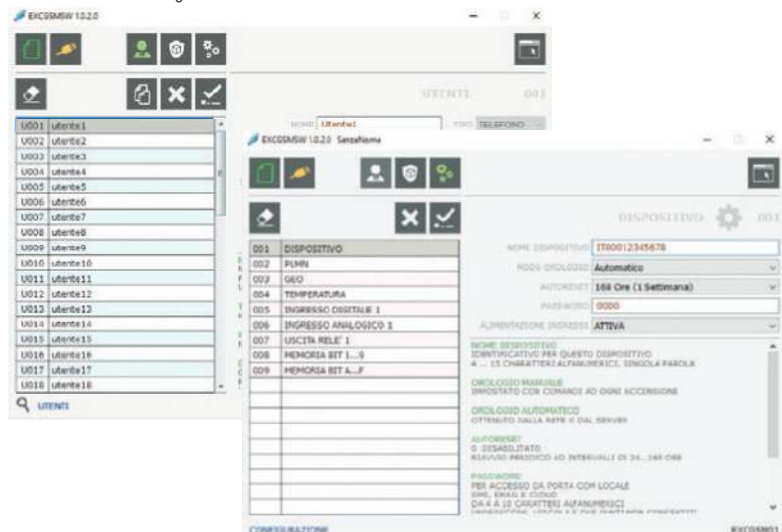 EXCGSMSW 1.0.2.0
UTENTE 001
NOME Utente1 TIPO TELEFONO
U001 utente1
U002 utente2
U003 utente3
U004 utente4
U005 utente5
U006 utente6
U007 utente7
U008 utente8
U009 utente9
U010 utente10
U011 utente11
U012 utente12
U013 utente13
U014 utente14
U015 utente15
U016 utente16
U017 utente17
U018 utente18
UTENTI
EXCGSMSW 1.0.2.0 SenzaNome
DISPOSITIVO 001
001 DISPOSITIVO
002 PLMN
003 GEO
004 TEMPERATURA
005 INGRESSO DIGITALE 1
006 INGRESSO ANALOGICO 1
007 USCITA RELE' 1
008 MEMORIA BIT 1...9
009 MEMORIA BIT A...F
NOME DISPOSITIVO IT80012345678
MODO OROLOGIO Automatico
AUTORESET 168 Ore (1 Settimana)
PASSWORD 0000
ALIMENTAZIONE INGRESSI ATTIVA
NOME DISPOSITIVO
IDENTIFICATIVO PER QUESTO DISPOSITIVO
4 ... 15 CHARATTERI ALFANUMERICI, SINGOLA PAROLA
OROLOGIO MANUALE
IMPOSTATO CON COMANDI AD OGNI ACCENSIONE
OROLOGIO AUTOMATICO
OTTENUTO DALLA RETE O DAL SERVER
AUTORESET
0 DISABILITATO
RIAVVIO PERIODICO AD INTERVALLI DI 24...168 ORE
PASSWORD
PER ACCESSO DA PORTA COM LOCALE
SMS, EMAIL E CLOUD
DA 4 A 10 CARATTERI ALFANUMERICI
CONFIGURAZIONE